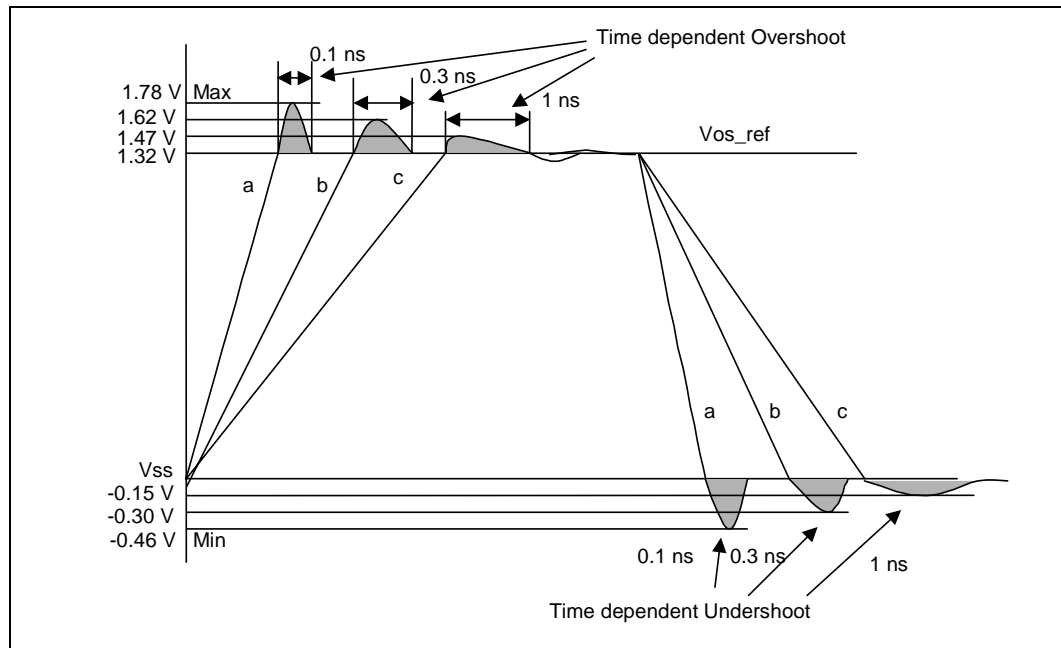 Time dependent Overshoot
0.1 ns
0.3 ns
1 ns
1.78 V Max
1.62 V
1.47 V
1.32 V
Vos_ref
a b c
a b c
Vss
-0.15 V
-0.30 V
-0.46 V Min
0.1 ns 0.3ns 1 ns
Time dependent Undershoot